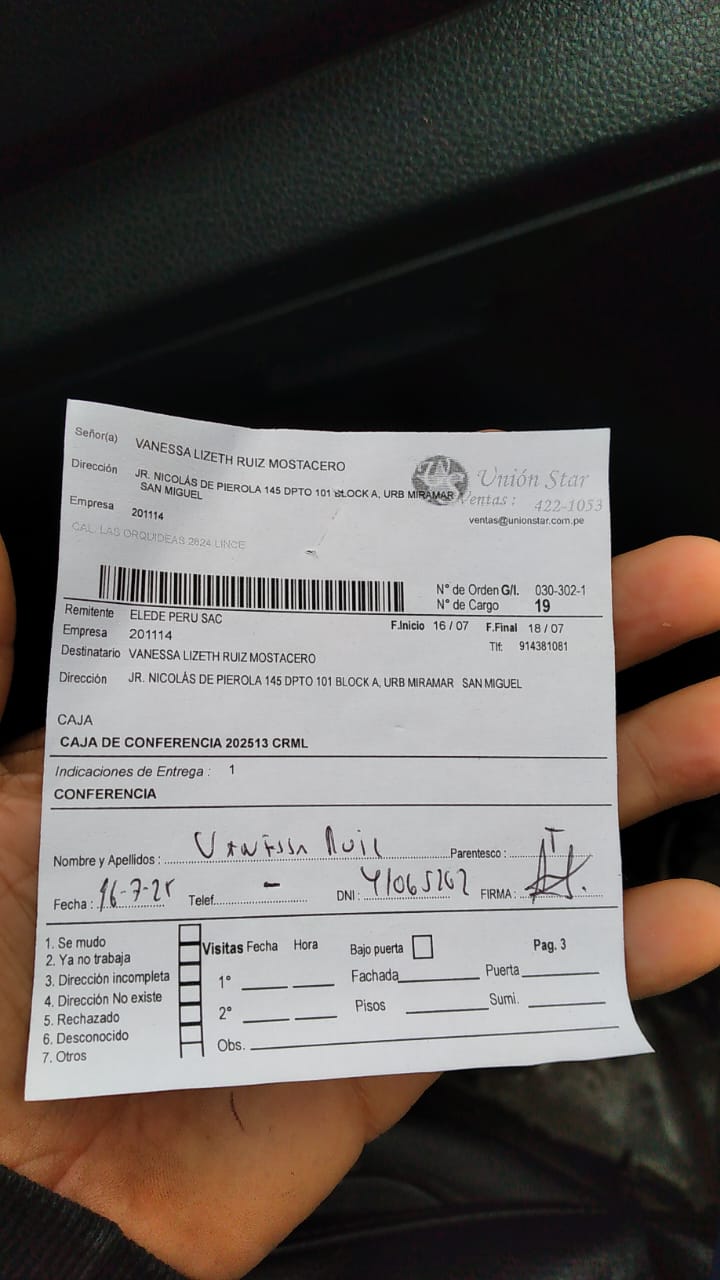 Señor(a) VANESSA LIZETH RUIZ MOSTACERO
Dirección JR. NICOLÁS DE PIEROLA 145 DPTO 101 BLOCK A, URB MIRAMAR
SAN MIGUEL
Unión Star
Ventas : 422-1053
ventas@unionstar.com.pe
Empresa 201114
CAL. LAS ORQUIDEAS 2624 LINCE
N° de Orden G/I. 030-302-1
N° de Cargo 19
Remitente ELEDE PERU SAC
F.Inicio 16 / 07 F.Final 18 / 07
Empresa 201114
Tlf: 914381081
Destinatario VANESSA LIZETH RUIZ MOSTACERO
Dirección JR. NICOLÁS DE PIEROLA 145 DPTO 101 BLOCK A, URB MIRAMAR SAN MIGUEL
CAJA
CAJA DE CONFERENCIA 202513 CRML
Indicaciones de Entrega : 1
CONFERENCIA
Nombre y Apellidos : Vanessa Ruiz Parentesco : T
Fecha : 16-7-25 Telef. - DNI : 41065262 FIRMA:
1. Se mudo
2. Ya no trabaja
3. Dirección incompleta
4. Dirección No existe
5. Rechazado
6. Desconocido
7. Otros
Visitas Fecha Hora Bajo puerta Pag. 3
1° Fachada Puerta
2° Pisos Sumi.
Obs.